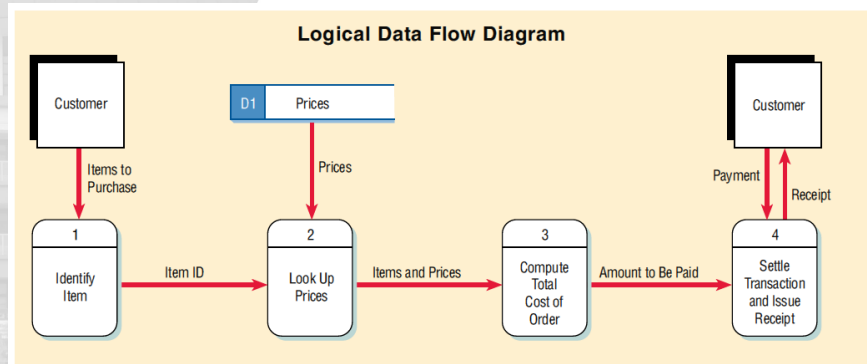 Logical Data Flow Diagram
Customer
D1 Prices
Customer
Items to
Purchase
Prices
Payment
Receipt
1
Identify
Item
Item ID
2
Look Up
Prices
Items and Prices
3
Compute
Total
Cost of
Order
Amount to Be Paid
4
Settle
Transaction
and Issue
Receipt